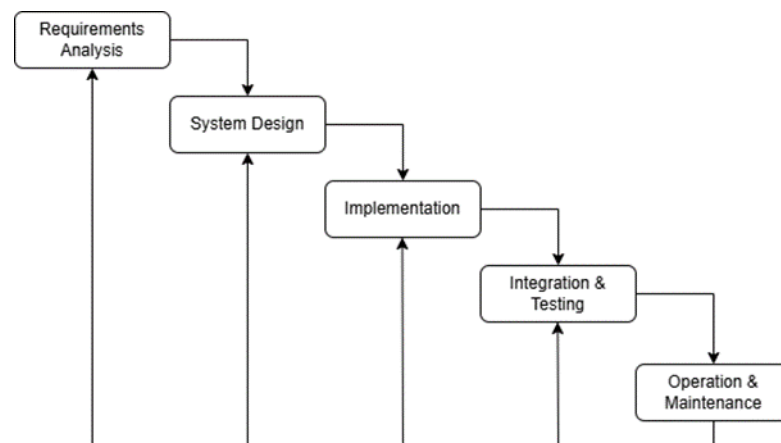 Requirements
Analysis
System Design
Implementation
Integration &
Testing
Operation &
Maintenance